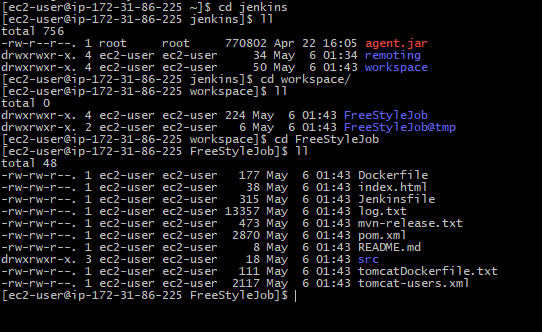 [ec2-user@ip-172-31-86-225 ~]$ cd jenkins
[ec2-user@ip-172-31-86-225 jenkins]$ ll
total 756
-rw-r--r--. 1 root     root     770802 Apr 22 16:05 agent.jar
drwxrwxr-x. 4 ec2-user ec2-user     34 May  6 01:34 remoting
drwxrwxr-x. 4 ec2-user ec2-user     50 May  6 01:43 workspace
[ec2-user@ip-172-31-86-225 jenkins]$ cd workspace/
[ec2-user@ip-172-31-86-225 workspace]$ ll
total 0
drwxrwxr-x. 4 ec2-user ec2-user 224 May  6 01:43 FreeStyleJob
drwxrwxr-x. 2 ec2-user ec2-user   6 May  6 01:43 FreeStyleJob@tmp
[ec2-user@ip-172-31-86-225 workspace]$ cd FreeStyleJob
[ec2-user@ip-172-31-86-225 FreeStyleJob]$ ll
total 48
-rw-rw-r--. 1 ec2-user ec2-user   177 May  6 01:43 Dockerfile
-rw-rw-r--. 1 ec2-user ec2-user    38 May  6 01:43 index.html
-rw-rw-r--. 1 ec2-user ec2-user   315 May  6 01:43 Jenkinsfile
-rw-rw-r--. 1 ec2-user ec2-user 13357 May  6 01:43 log.txt
-rw-rw-r--. 1 ec2-user ec2-user   473 May  6 01:43 mvn-release.txt
-rw-rw-r--. 1 ec2-user ec2-user  2870 May  6 01:43 pom.xml
-rw-rw-r--. 1 ec2-user ec2-user     8 May  6 01:43 README.md
drwxrwxr-x. 3 ec2-user ec2-user    18 May  6 01:43 src
-rw-rw-r--. 1 ec2-user ec2-user   111 May  6 01:43 tomcatDockerfile.txt
-rw-rw-r--. 1 ec2-user ec2-user  2117 May  6 01:43 tomcat-users.xml
[ec2-user@ip-172-31-86-225 FreeStyleJob]$